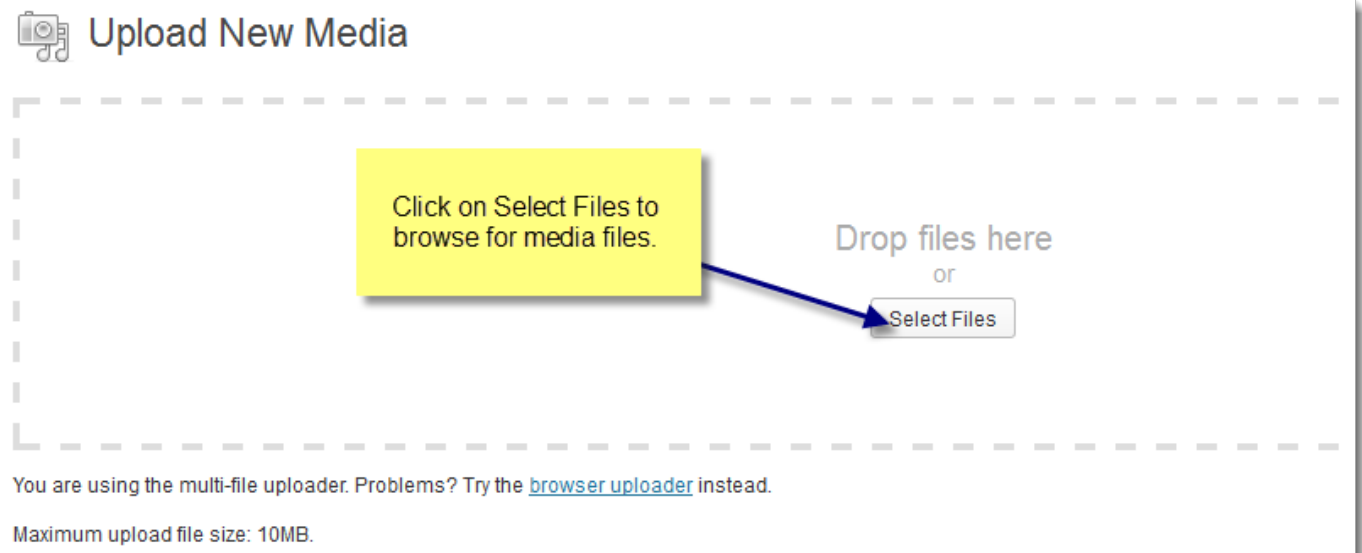 Upload New Media
Click on Select Files to
browse for media files.
Drop files here
or
Select Files
You are using the multi-file uploader. Problems? Try the browser uploader instead.
Maximum upload file size: 10MB.